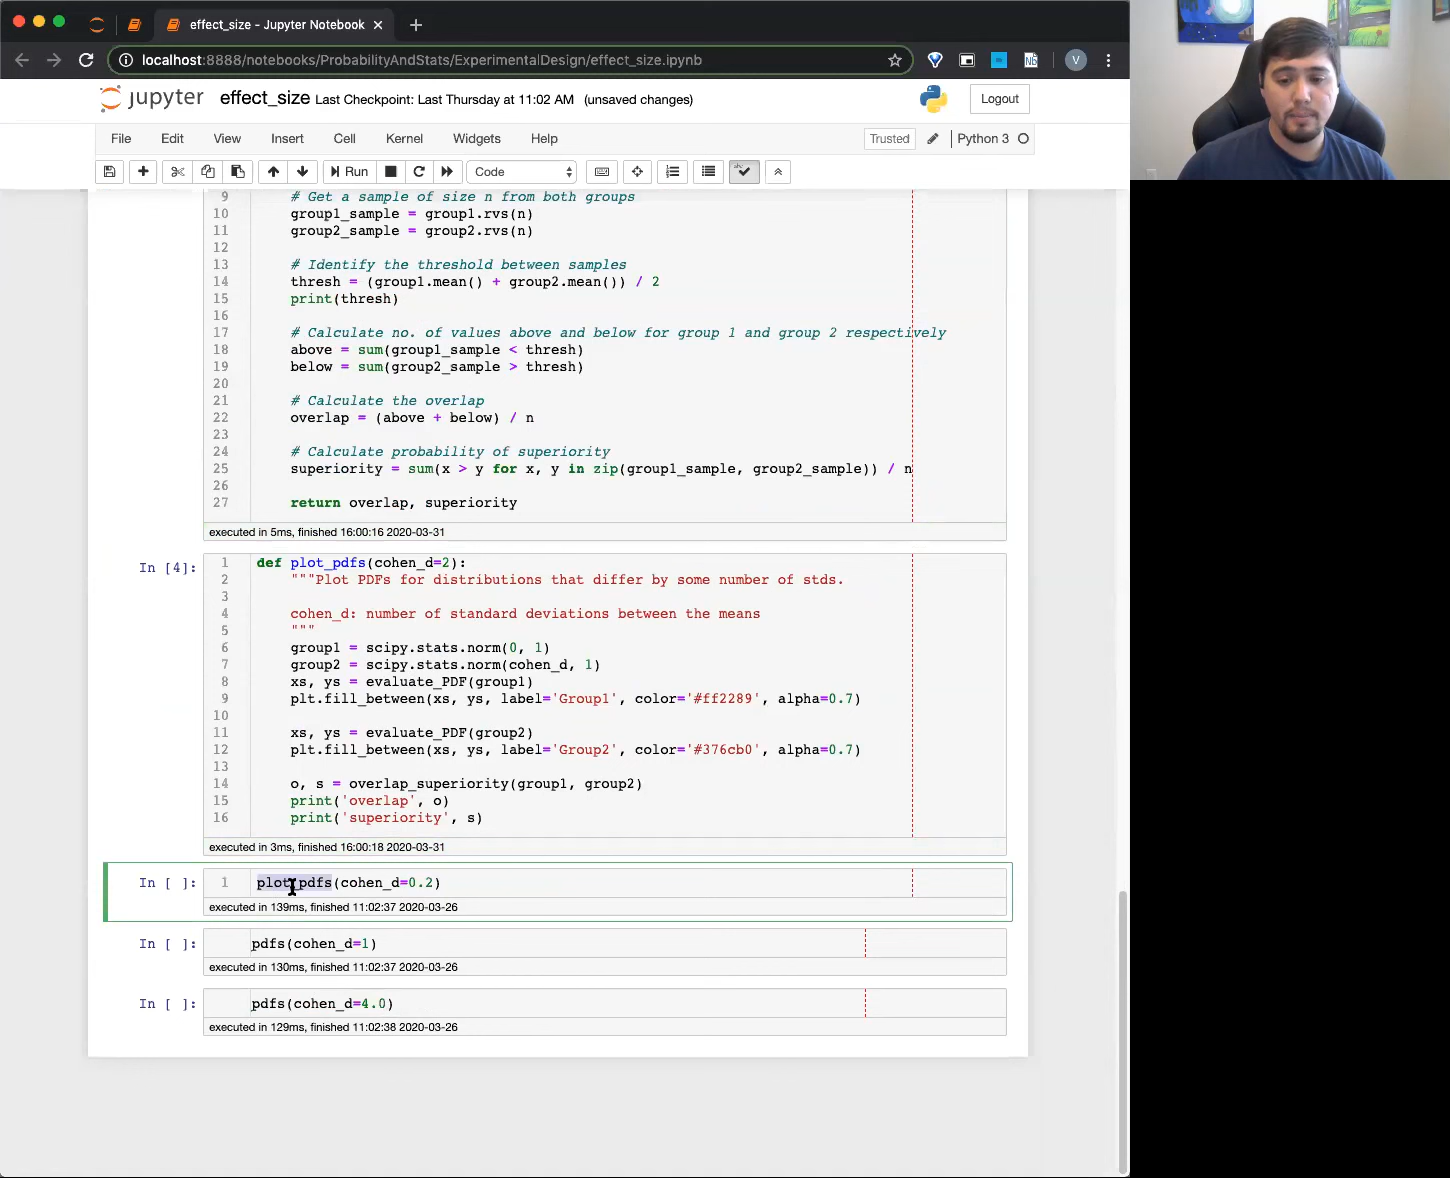 effect_size - Jupyter Notebook
localhost:8888/notebooks/ProbabilityAndStats/ExperimentalDesign/effect_size.ipynb
V
jupyter effect_size Last Checkpoint: Last Thursday at 11:02 AM (unsaved changes)
Logout
File Edit View Insert Cell Kernel Widgets Help
Trusted Python 3
Run Code
9 # Get a sample of size n from both groups
10 group1_sample = group1.rvs(n)
11 group2_sample = group2.rvs(n)
12
13 # Identify the threshold between samples
14 thresh = (group1.mean() + group2.mean()) / 2
15 print(thresh)
16
17 # Calculate no. of values above and below for group 1 and group 2 respectively
18 above = sum(group1_sample < thresh)
19 below = sum(group2_sample > thresh)
20
21 # Calculate the overlap
22 overlap = (above + below) / n
23
24 # Calculate probability of superiority
25 superiority = sum(x > y for x, y in zip(group1_sample, group2_sample)) / n
26
27 return overlap, superiority
executed in 5ms, finished 16:00:16 2020-03-31
In [4]:
1 def plot_pdfs(cohen_d=2):
2 """Plot PDFs for distributions that differ by some number of stds.
3
4 cohen_d: number of standard deviations between the means
5 """
6 group1 = scipy.stats.norm(0, 1)
7 group2 = scipy.stats.norm(cohen_d, 1)
8 xs, ys = evaluate_PDF(group1)
9 plt.fill_between(xs, ys, label='Group1', color='#ff2289', alpha=0.7)
10
11 xs, ys = evaluate_PDF(group2)
12 plt.fill_between(xs, ys, label='Group2', color='#376cb0', alpha=0.7)
13
14 o, s = overlap_superiority(group1, group2)
15 print('overlap', o)
16 print('superiority', s)
executed in 3ms, finished 16:00:18 2020-03-31
In [ ]: 1 plot_pdfs(cohen_d=0.2)
executed in 139ms, finished 11:02:37 2020-03-26
In [ ]: pdfs(cohen_d=1)
executed in 130ms, finished 11:02:37 2020-03-26
In [ ]: pdfs(cohen_d=4.0)
executed in 129ms, finished 11:02:38 2020-03-26